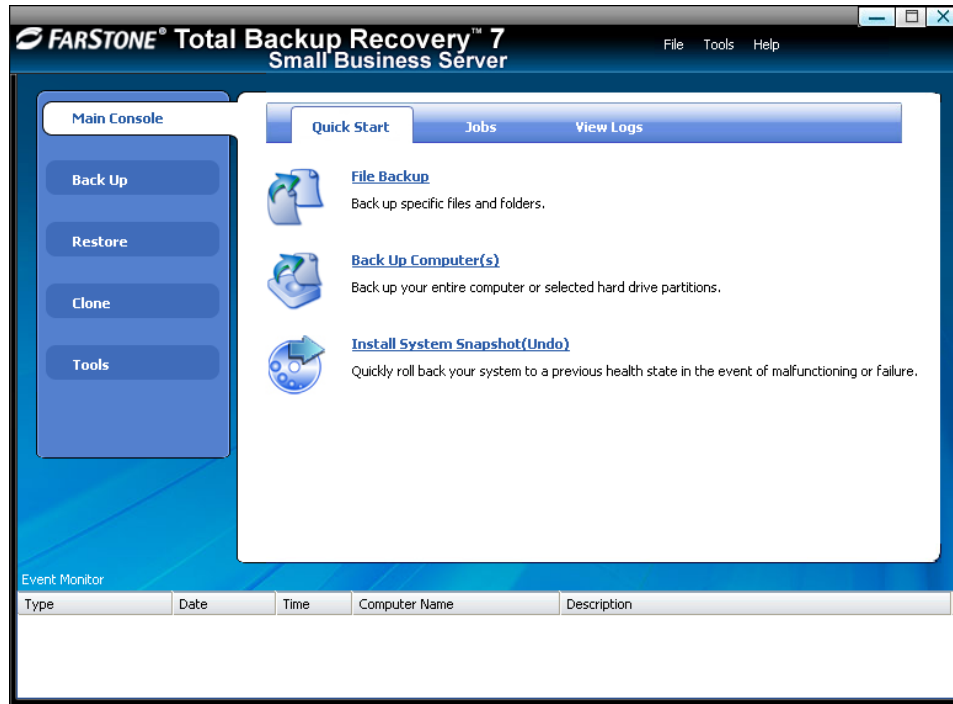 FARSTONE® Total Backup Recovery™ 7
Small Business Server
File Tools Help
Main Console
Back Up
Restore
Clone
Tools
Quick Start Jobs View Logs
File Backup
Back up specific files and folders.
Back Up Computer(s)
Back up your entire computer or selected hard drive partitions.
Install System Snapshot(Undo)
Quickly roll back your system to a previous health state in the event of malfunctioning or failure.
Event Monitor
Type Date Time Computer Name Description